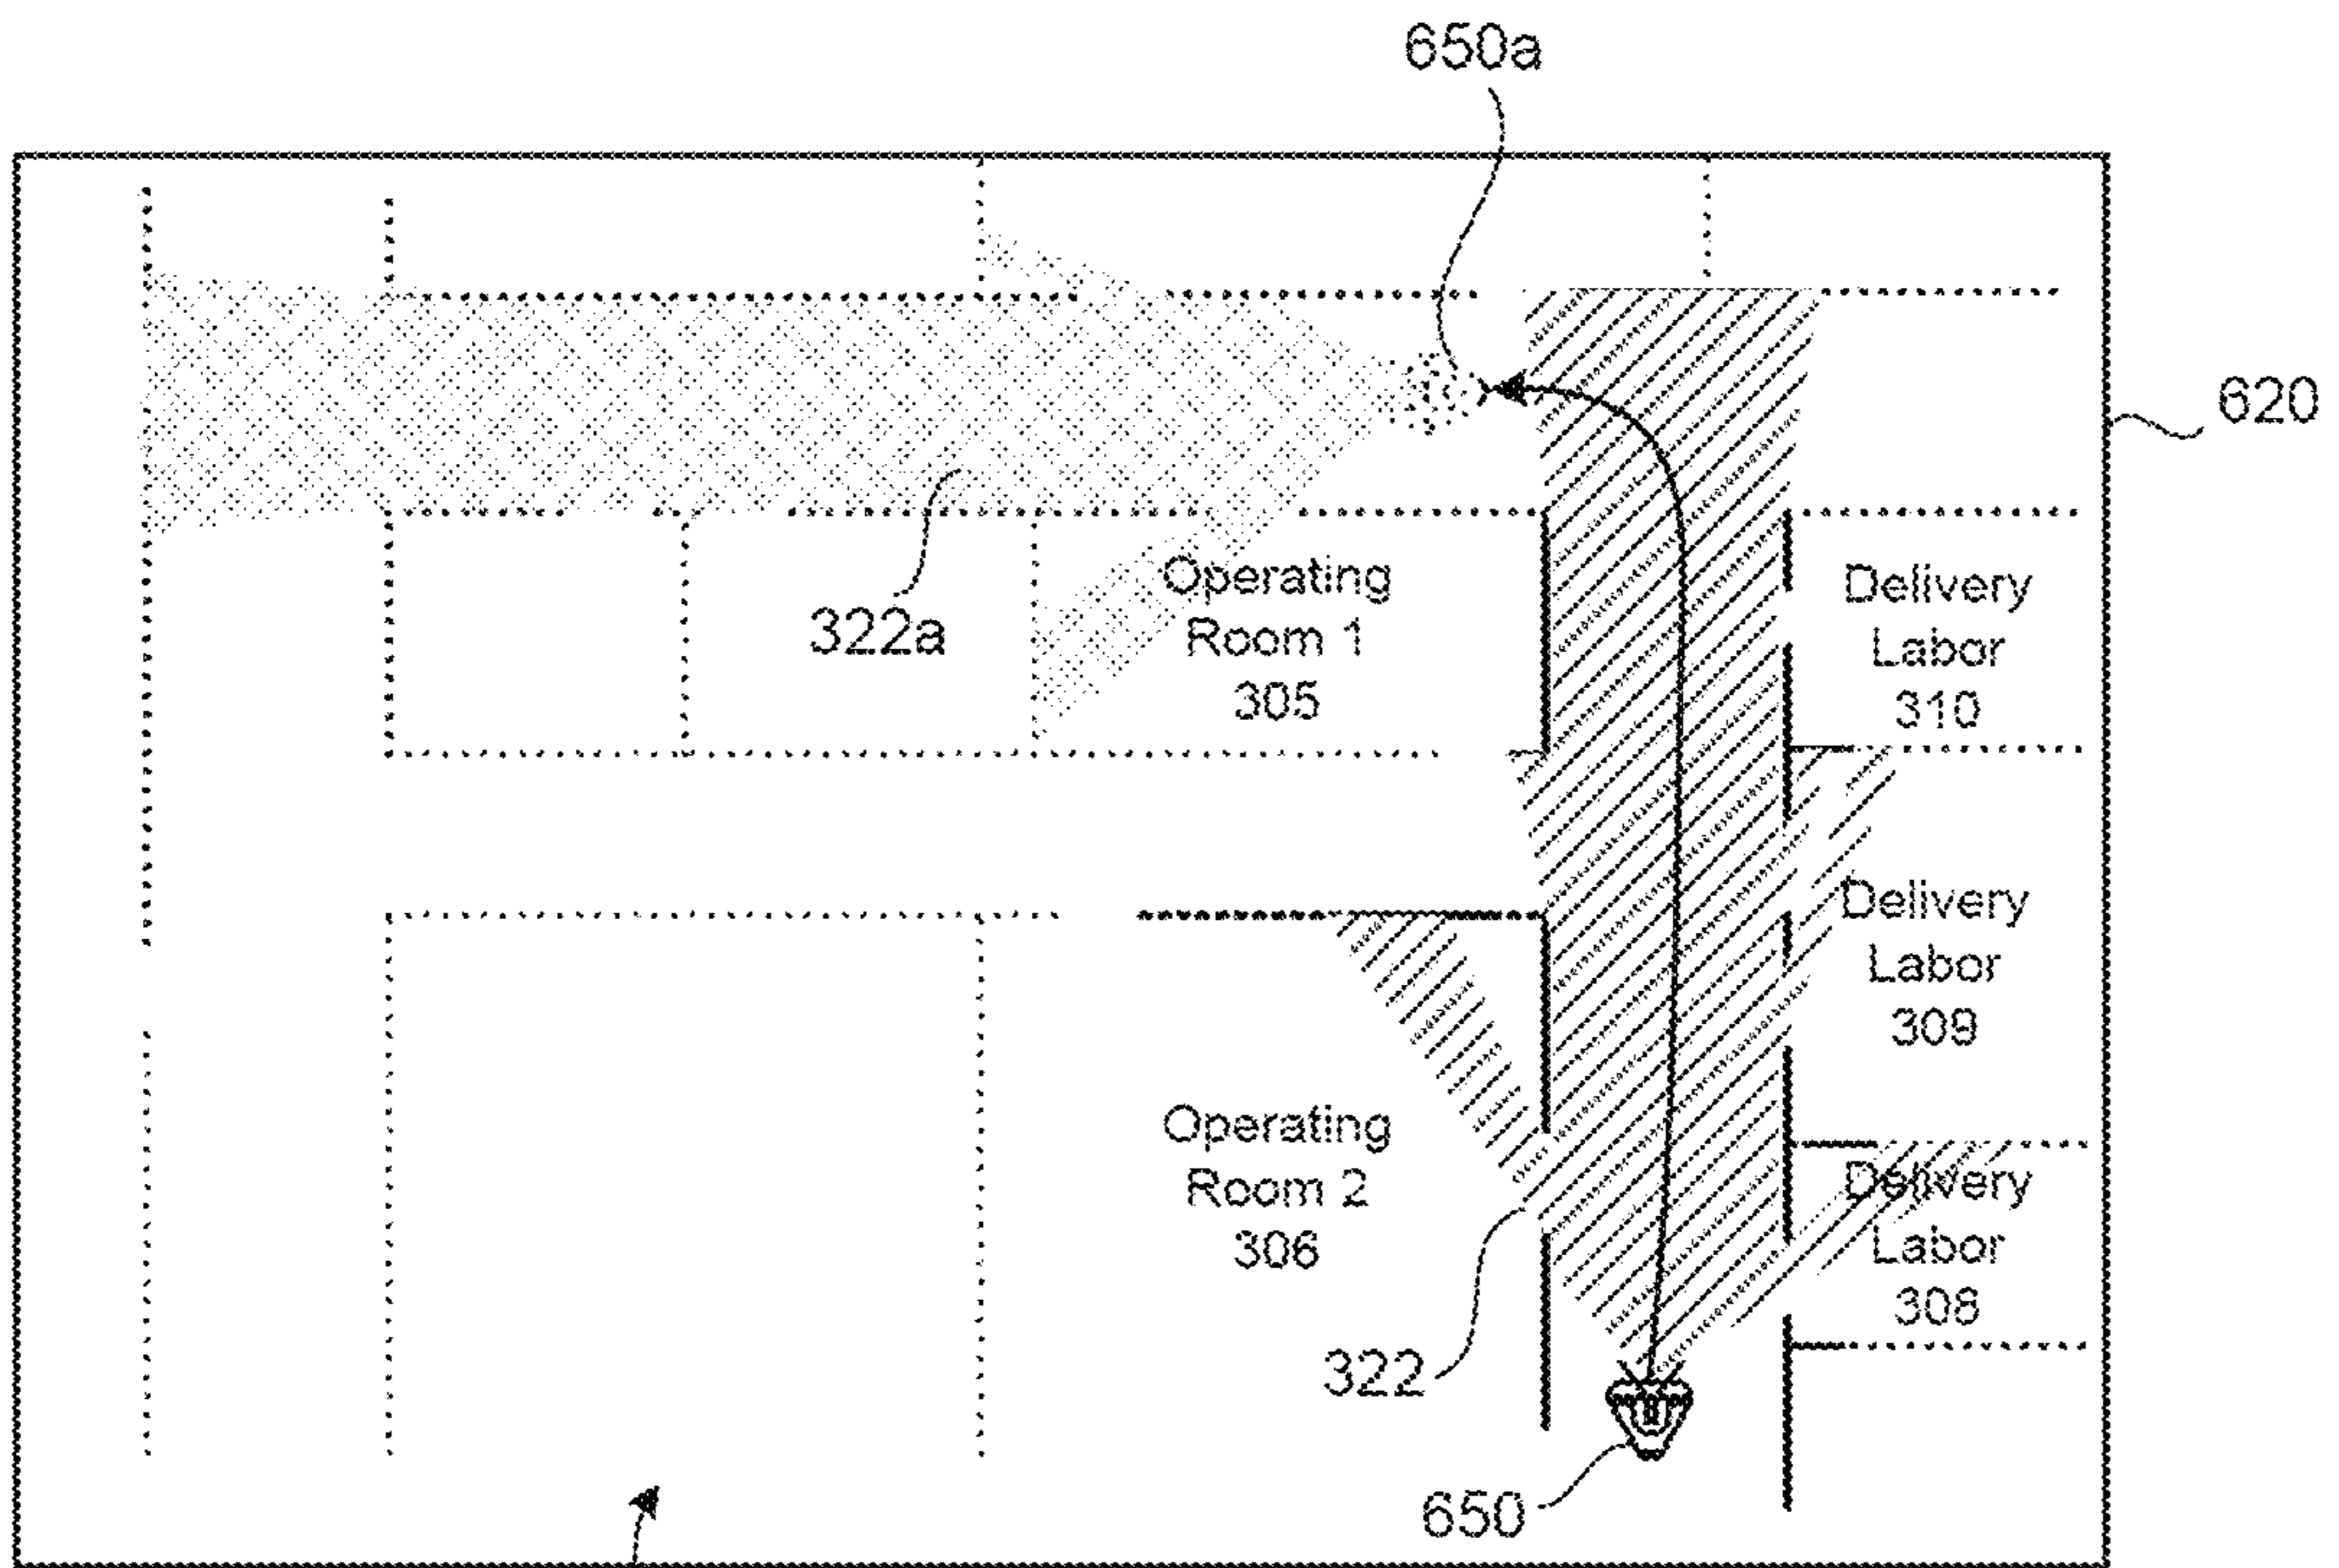 650a
620
Operating
Room 1
305
Delivery
Labor
310
322a
Delivery
Labor
309
Operating
Room 2
306
Delivery
Labor
308
322
650